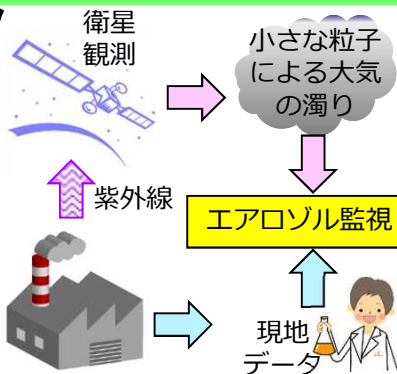 衛星
観測
小さな粒子
による大気
の濁り
紫外線
エアロゾル監視
現地
データ